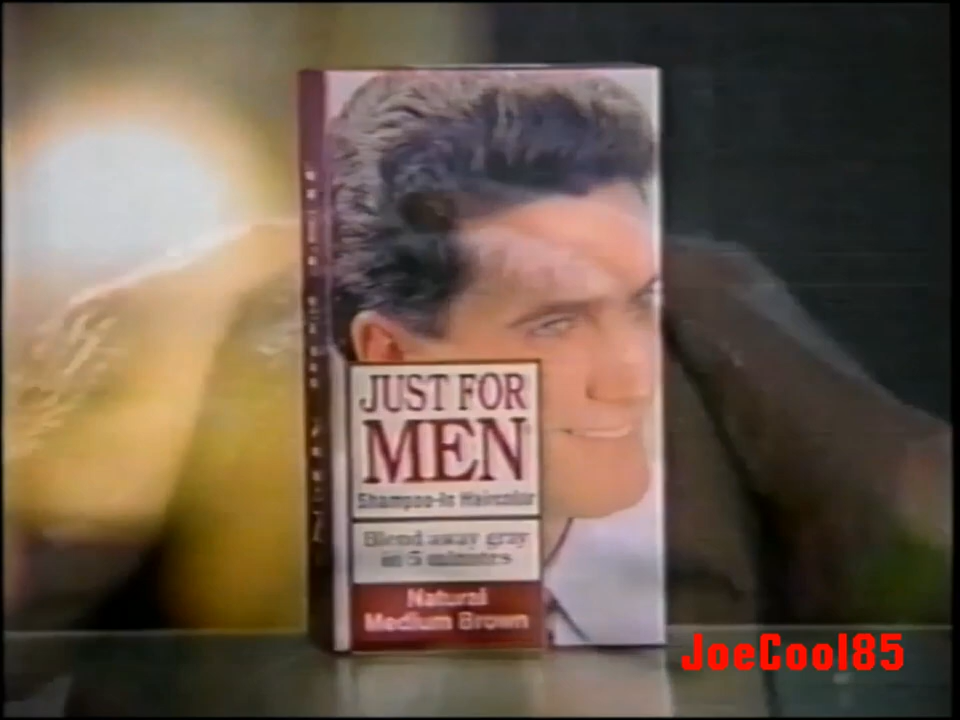 JUST FOR
MEN
Shampoo-In Haircolor
Blend away gray
in 5 minutes
Natural
Medium Brown
JoeCool85